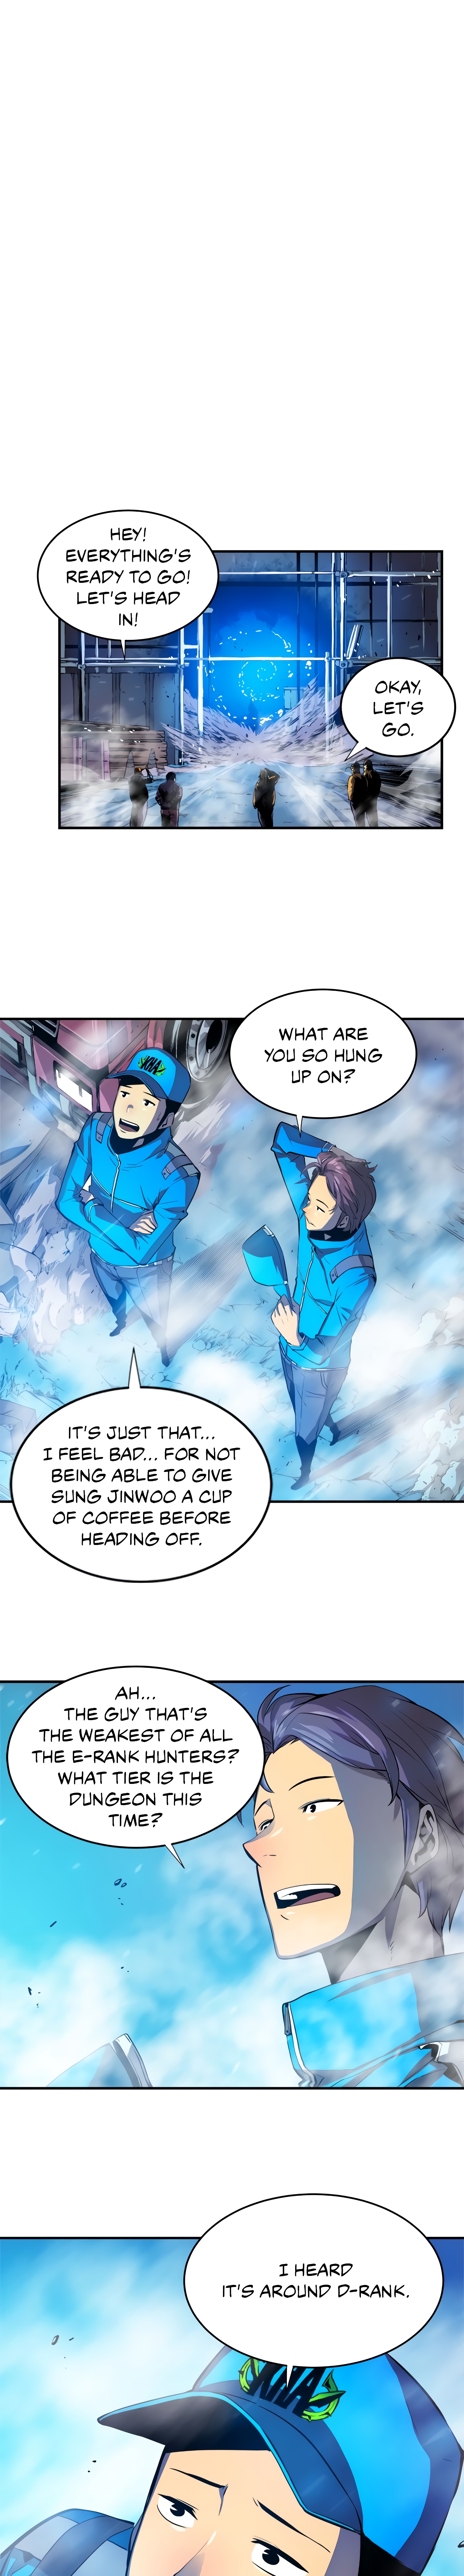 HEY!
EVERYTHING'S
READY TO GO!
LET'S HEAD
IN!
OKAY,
LET'S
GO.
WHAT ARE
YOU SO HUNG
UP ON?
KHA
IT'S JUST THAT...
I FEEL BAD... FOR NOT
BEING ABLE TO GIVE
SUNG JINWOO A CUP
OF COFFEE BEFORE
HEADING OFF.
AH...
THE GUY THAT'S
THE WEAKEST OF ALL
THE E-RANK HUNTERS?
WHAT TIER IS THE
DUNGEON THIS
TIME?
I HEARD
IT'S AROUND D-RANK.
KHA